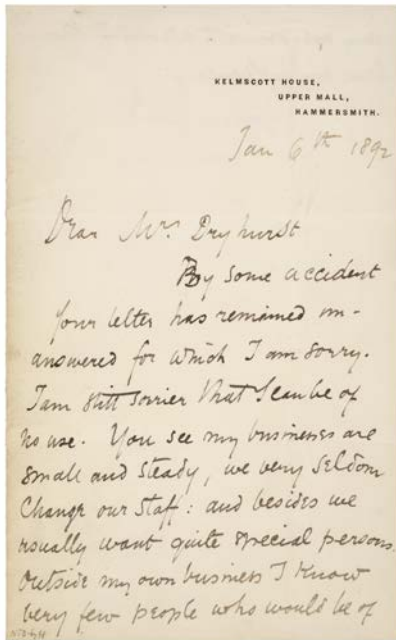 KELMSCOTT HOUSE,
UPPER MALL,
HAMMERSMITH.
Jan 6th 1892
Dear Mrs Dryhurst
By some accident
your letter has remained un-
answered for which I am sorry.
I am still sorrier that I can be of
no use. You see my businesses are
small and steady, we very seldom
change our staff: and besides we
usually want quite special persons.
Outside my own business I know
very few people who would be of